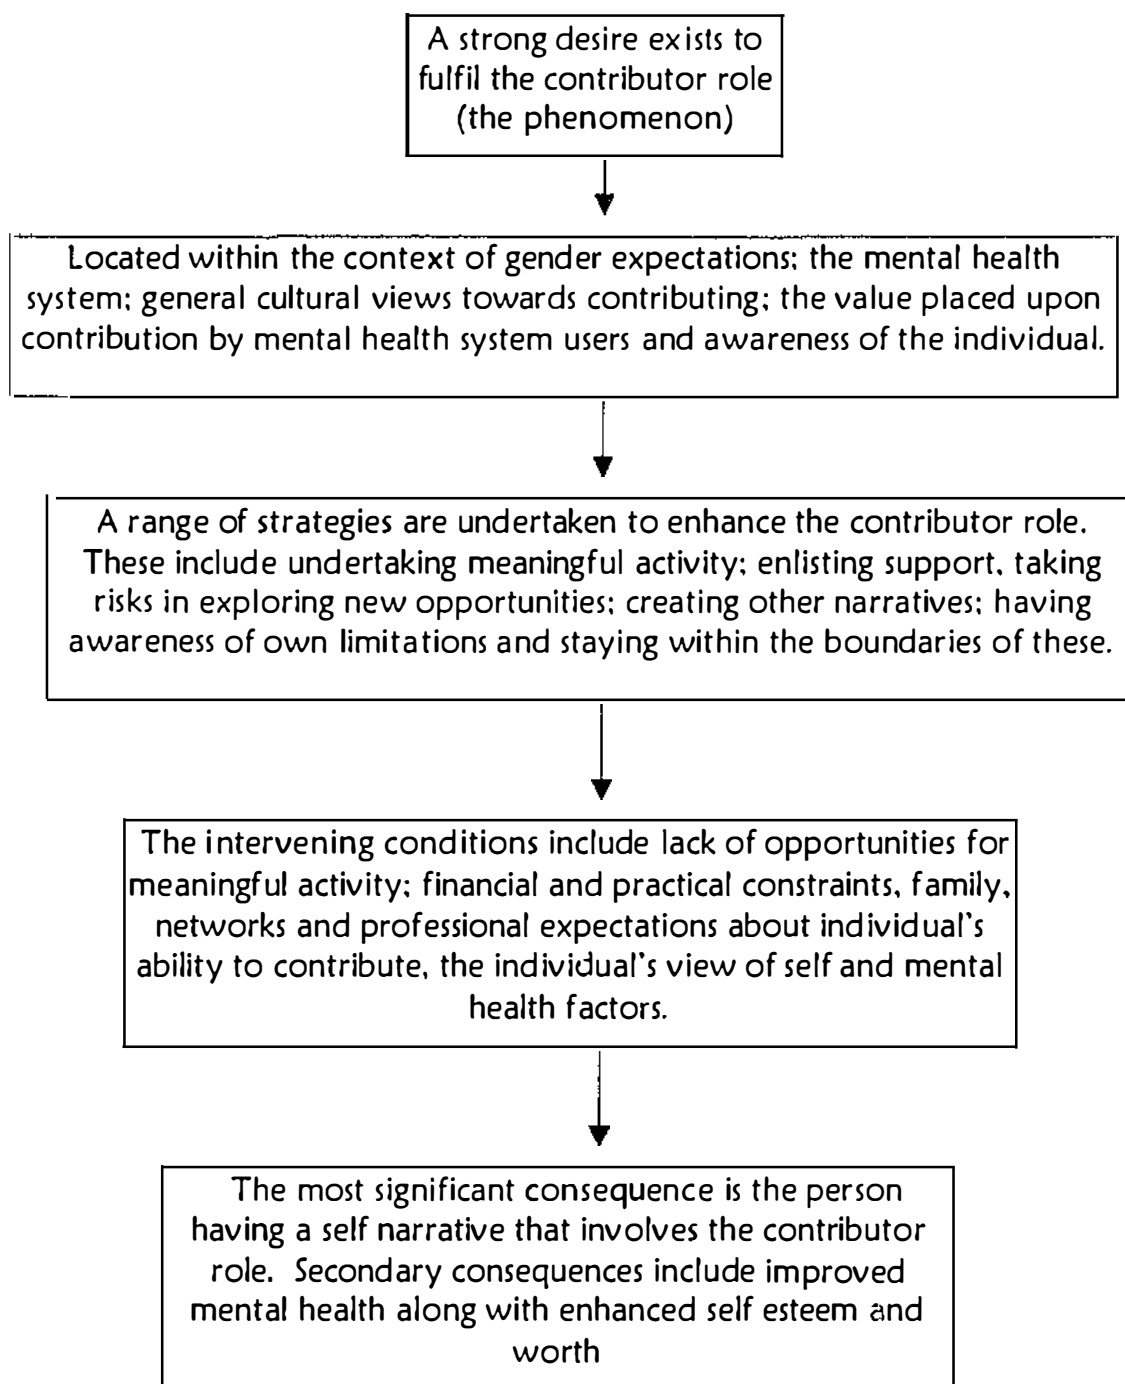 A strong desire exists to
fulfil the contributor role
(the phenomenon)
Located within the context of gender expectations; the mental health
system; general cultural views towards contributing; the value placed upon
contribution by mental health system users and awareness of the individual.
A range of strategies are undertaken to enhance the contributor role.
These include undertaking meaningful activity; enlisting support, taking
risks in exploring new opportunities; creating other narratives; having
awareness of own limitations and staying within the boundaries of these.
The intervening conditions include lack of opportunities for
meaningful activity; financial and practical constraints, family,
networks and professional expectations about individual's
ability to contribute, the individual's view of self and mental
health factors.
The most significant consequence is the person
having a self narrative that involves the contributor
role. Secondary consequences include improved
mental health along with enhanced self esteem and
worth